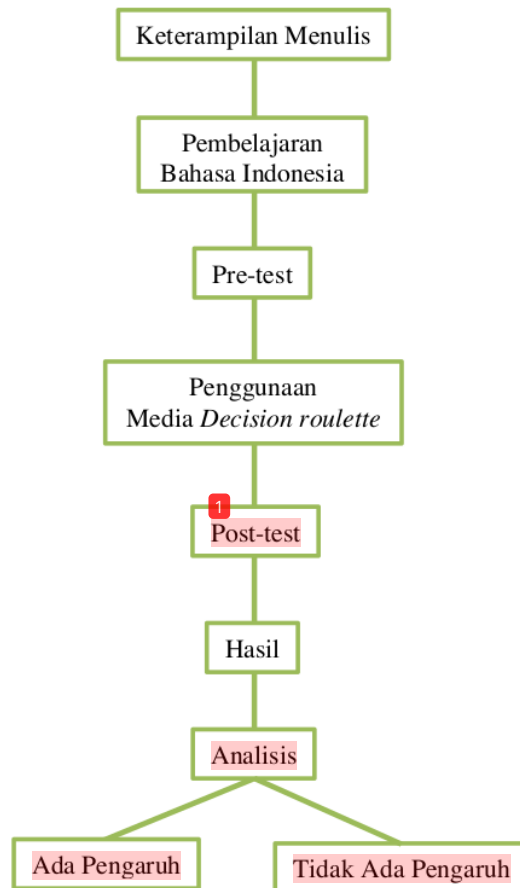 Keterampilan Menulis
Pembelajaran
Bahasa Indonesia
Pre-test
Penggunaan
Media Decision roulette
1
Post-test
Hasil
Analisis
Ada Pengaruh
Tidak Ada Pengaruh